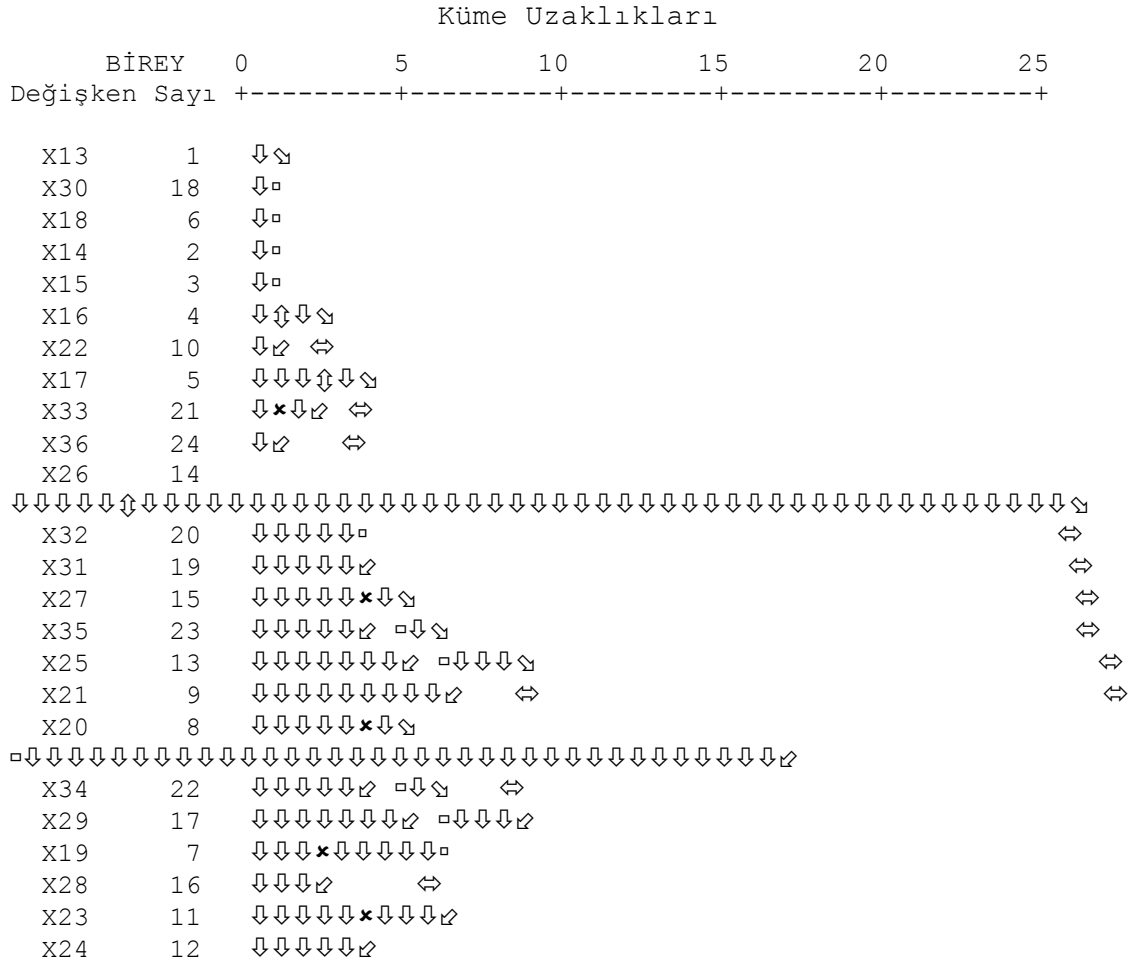 Küme Uzaklıkları
BİREY 0 5 10 15 20 25
Değişken Sayı +---------+---------+---------+---------+---------+
X13 1 ⇩⬂
X30 18 ⇩▫
X18 6 ⇩▫
X14 2 ⇩▫
X15 3 ⇩▫
X16 4 ⇩⇳⇩⬂
X22 10 ⇩⬃ ⬄
X17 5 ⇩⇩⇩⇳⇩⬂
X33 21 ⇩×⇩⬃ ⬄
X36 24 ⇩⬃ ⬄
X26 14
⇩⇩⇩⇩⇩⇳⇩⇩⇩⇩⇩⇩⇩⇩⇩⇩⇩⇩⇩⇩⇩⇩⇩⇩⇩⇩⇩⇩⇩⇩⇩⇩⇩⇩⇩⇩⇩⇩⇩⇩⇩⇩⇩⇩⇩⇩⇩⇩⇩⬂
X32 20 ⇩⇩⇩⇩⇩▫ ⬄
X31 19 ⇩⇩⇩⇩⇩⬃ ⬄
X27 15 ⇩⇩⇩⇩⇩×⇩⬂ ⬄
X35 23 ⇩⇩⇩⇩⇩⬃ ▫⇩⬂ ⬄
X25 13 ⇩⇩⇩⇩⇩⇩⇩⬃ ▫⇩⇩⇩⬂ ⬄
X21 9 ⇩⇩⇩⇩⇩⇩⇩⇩⇩⬃ ⬄ ⬄
X20 8 ⇩⇩⇩⇩⇩×⇩⬂
▫⇩⇩⇩⇩⇩⇩⇩⇩⇩⇩⇩⇩⇩⇩⇩⇩⇩⇩⇩⇩⇩⇩⇩⇩⇩⇩⇩⇩⇩⇩⇩⇩⇩⇩⇩⬃
X34 22 ⇩⇩⇩⇩⇩⬃ ▫⇩⬂ ⬄
X29 17 ⇩⇩⇩⇩⇩⇩⇩⬃ ▫⇩⇩⇩⬃
X19 7 ⇩⇩⇩×⇩⇩⇩⇩⇩▫
X28 16 ⇩⇩⇩⬃ ⬄
X23 11 ⇩⇩⇩⇩⇩×⇩⇩⇩⬃
X24 12 ⇩⇩⇩⇩⇩⬃